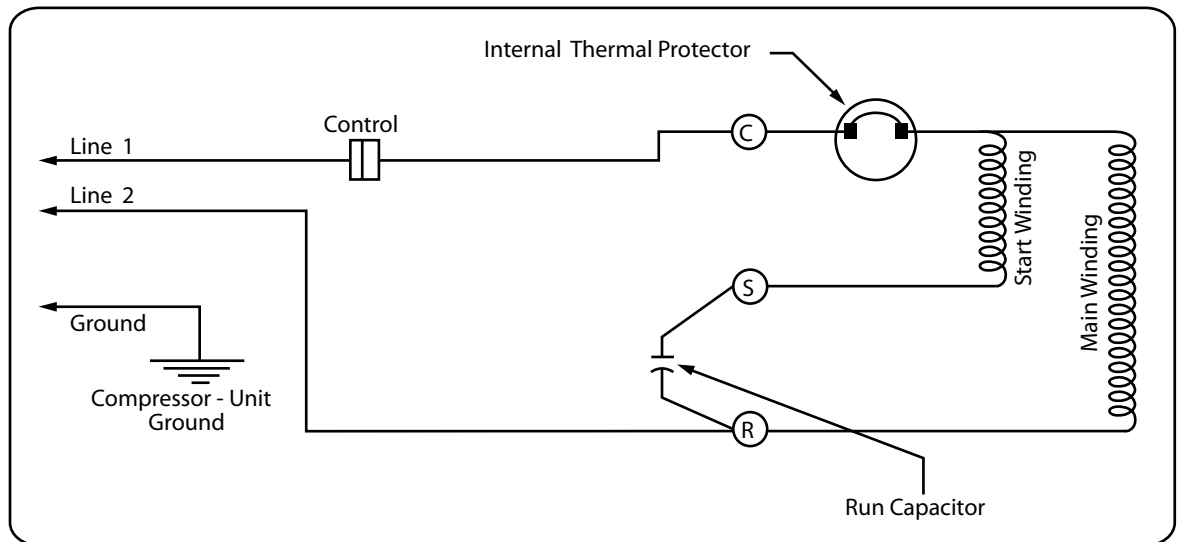 Internal Thermal Protector
Control
Line 1
C
Line 2
Start Winding
Main Winding
S
Ground
Compressor - Unit
Ground
R
Run Capacitor